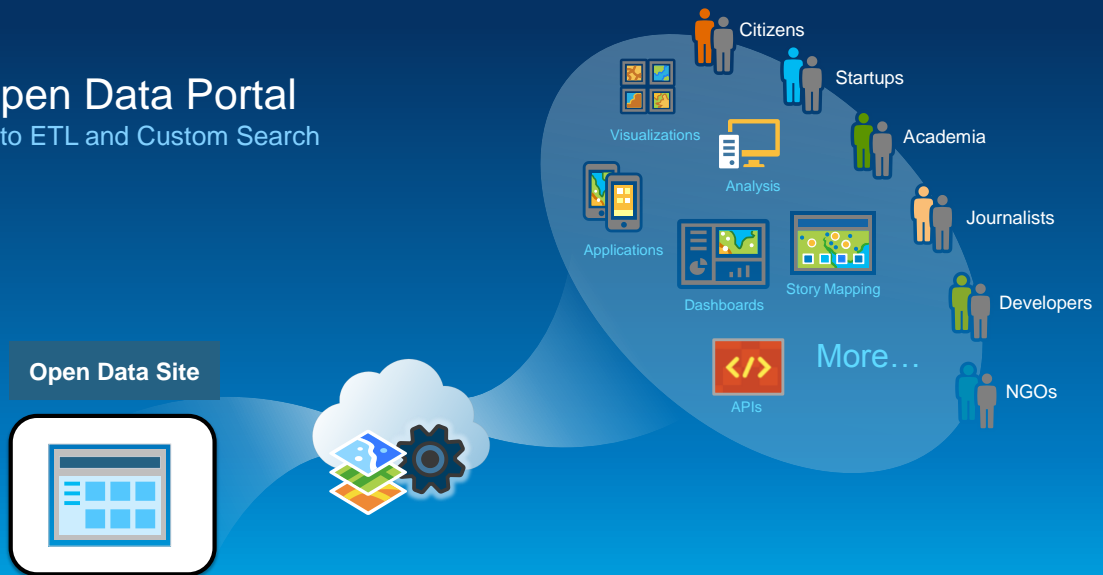 pen Data Portal
to ETL and Custom Search
Citizens
Startups
Academia
Journalists
Developers
NGOs
Visualizations
Analysis
Applications
Dashboards
Story Mapping
</>
APIs
More…
Open Data Site